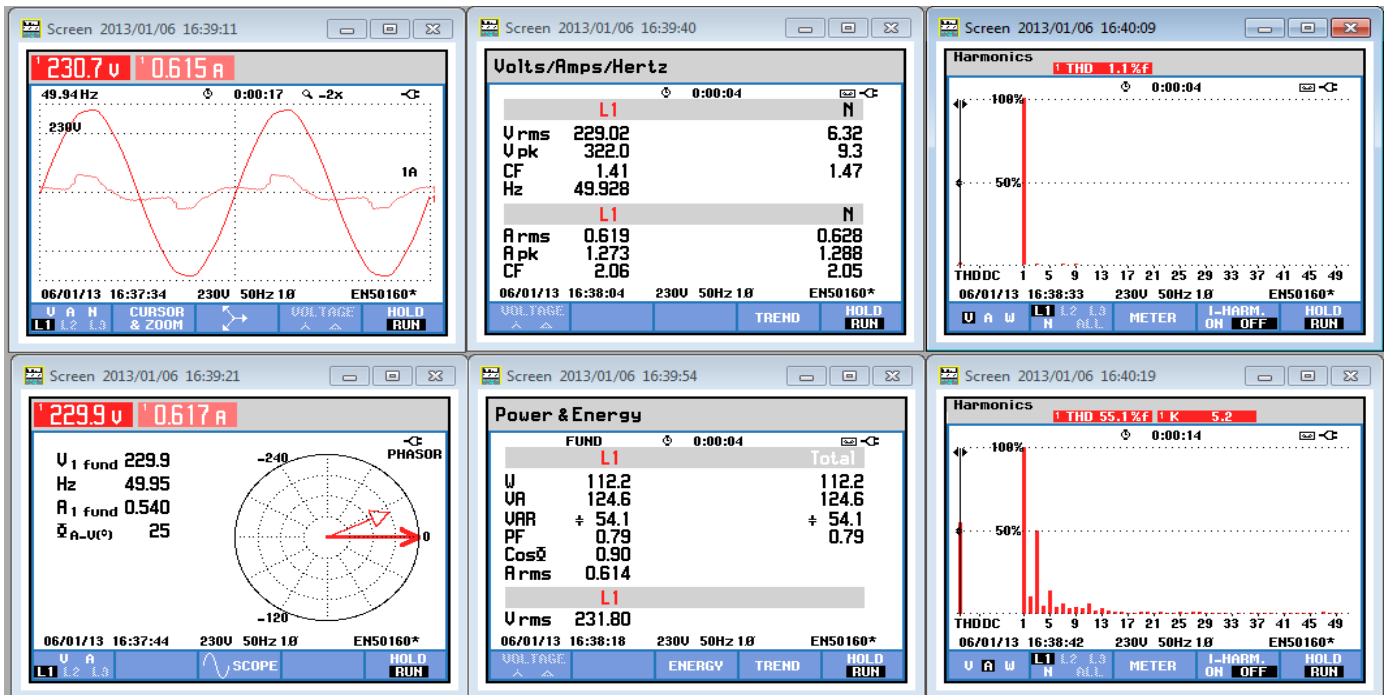 Screen 2013/01/06 16:39:11
1 230.7 V 1 0.615 A
49.94Hz 0:00:17 -2x
230V
1A
1
06/01/13 16:37:34 230V 50Hz 1Ø EN50160*
V A N CURSOR VOLTAGE HOLD
L1 L2 L3 & ZOOM RUN
Screen 2013/01/06 16:39:40
Volts/Amps/Hertz
0:00:04
L1 N
V rms 229.02 6.32
V pk 322.0 9.3
CF 1.41 1.47
Hz 49.928
L1 N
A rms 0.619 0.628
A pk 1.273 1.288
CF 2.06 2.05
06/01/13 16:38:04 230V 50Hz 1Ø EN50160*
VOLTAGE TREND HOLD
RUN
Screen 2013/01/06 16:40:09
Harmonics
1 THD 1.1%f
0:00:04
100%
50%
THDDC 1 5 9 13 17 21 25 29 33 37 41 45 49
06/01/13 16:38:33 230V 50Hz 1Ø EN50160*
V A W L1 L2 L3 METER I-HARM. HOLD
N ALL ON OFF RUN
Screen 2013/01/06 16:39:21
1 229.9 V 1 0.617 A
PHASOR
V1 fund 229.9
Hz 49.95
A1 fund 0.540
Φ A-V(°) 25
-240
0
-120
06/01/13 16:37:44 230V 50Hz 1Ø EN50160*
V A SCOPE HOLD
L1 L2 L3 RUN
Screen 2013/01/06 16:39:54
Power & Energy
FUND 0:00:04
L1 Total
W 112.2 112.2
VA 124.6 124.6
VAR ÷ 54.1 ÷ 54.1
PF 0.79 0.79
CosΦ 0.90
A rms 0.614
L1
V rms 231.80
06/01/13 16:38:18 230V 50Hz 1Ø EN50160*
VOLTAGE ENERGY TREND HOLD
RUN
Screen 2013/01/06 16:40:19
Harmonics
1 THD 55.1%f 1 K 5.2
0:00:14
100%
50%
THDDC 1 5 9 13 17 21 25 29 33 37 41 45 49
06/01/13 16:38:42 230V 50Hz 1Ø EN50160*
V A W L1 L2 L3 METER I-HARM. HOLD
N ALL ON OFF RUN